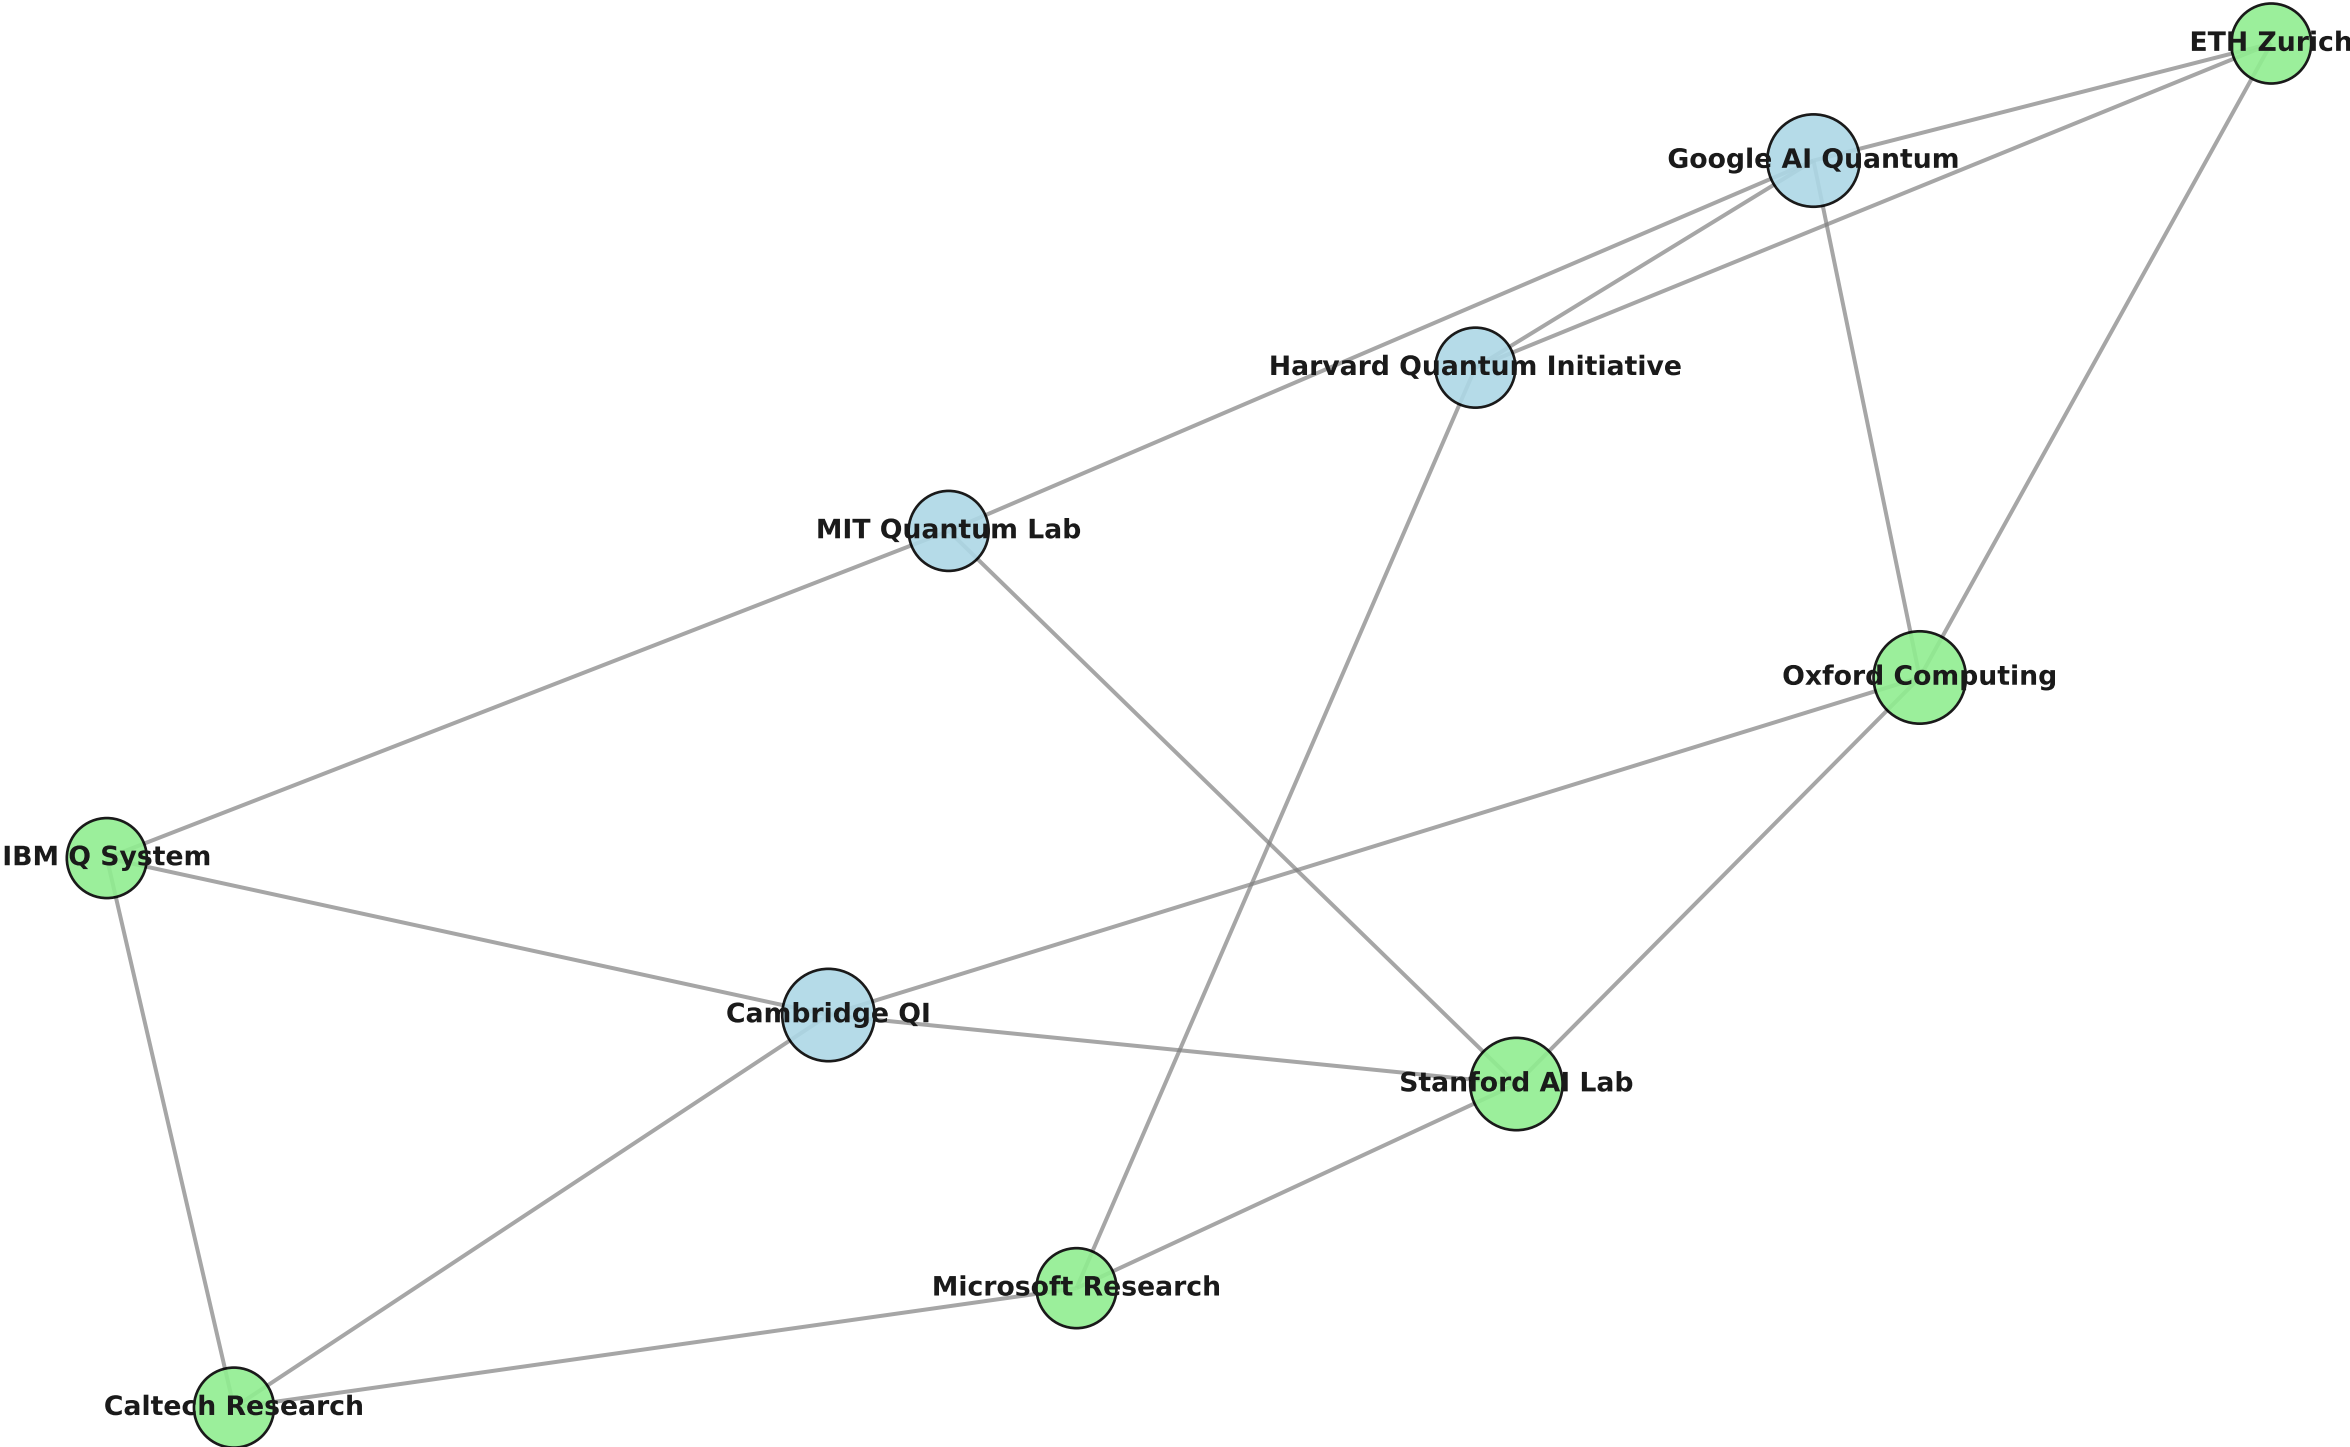 ETH Zurich
Google AI Quantum
Harvard Quantum Initiative
MIT Quantum Lab
Oxford Computing
IBM Q System
Cambridge QI
Stanford AI Lab
Microsoft Research
Caltech Research